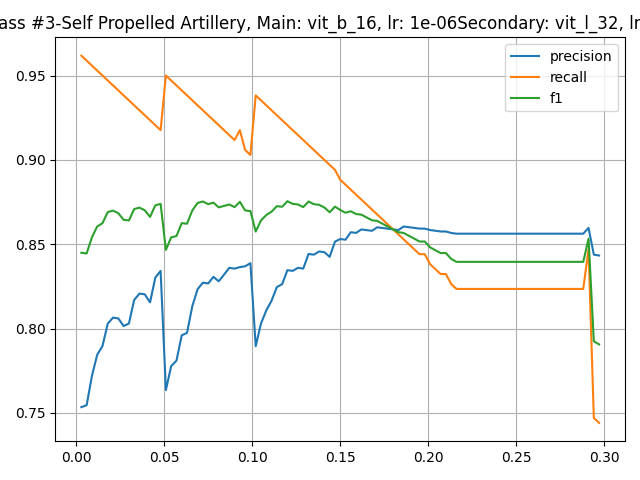 ass #3-Self Propelled Artillery, Main: vit_b_16, lr: 1e-06Secondary: vit_l_32, lr
precision
recall
f1
0.95
0.90
0.85
0.80
0.75
0.00 0.05 0.10 0.15 0.20 0.25 0.30